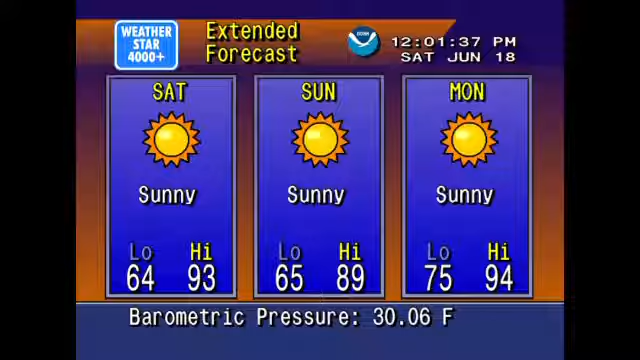 WEATHER
STAR
4000+
Extended
Forecast
NOAA
12:01:37 PM
SAT JUN 18
SAT
Sunny
Lo Hi
64 93
SUN
Sunny
Lo Hi
65 89
MON
Sunny
Lo Hi
75 94
Barometric Pressure: 30.06 F